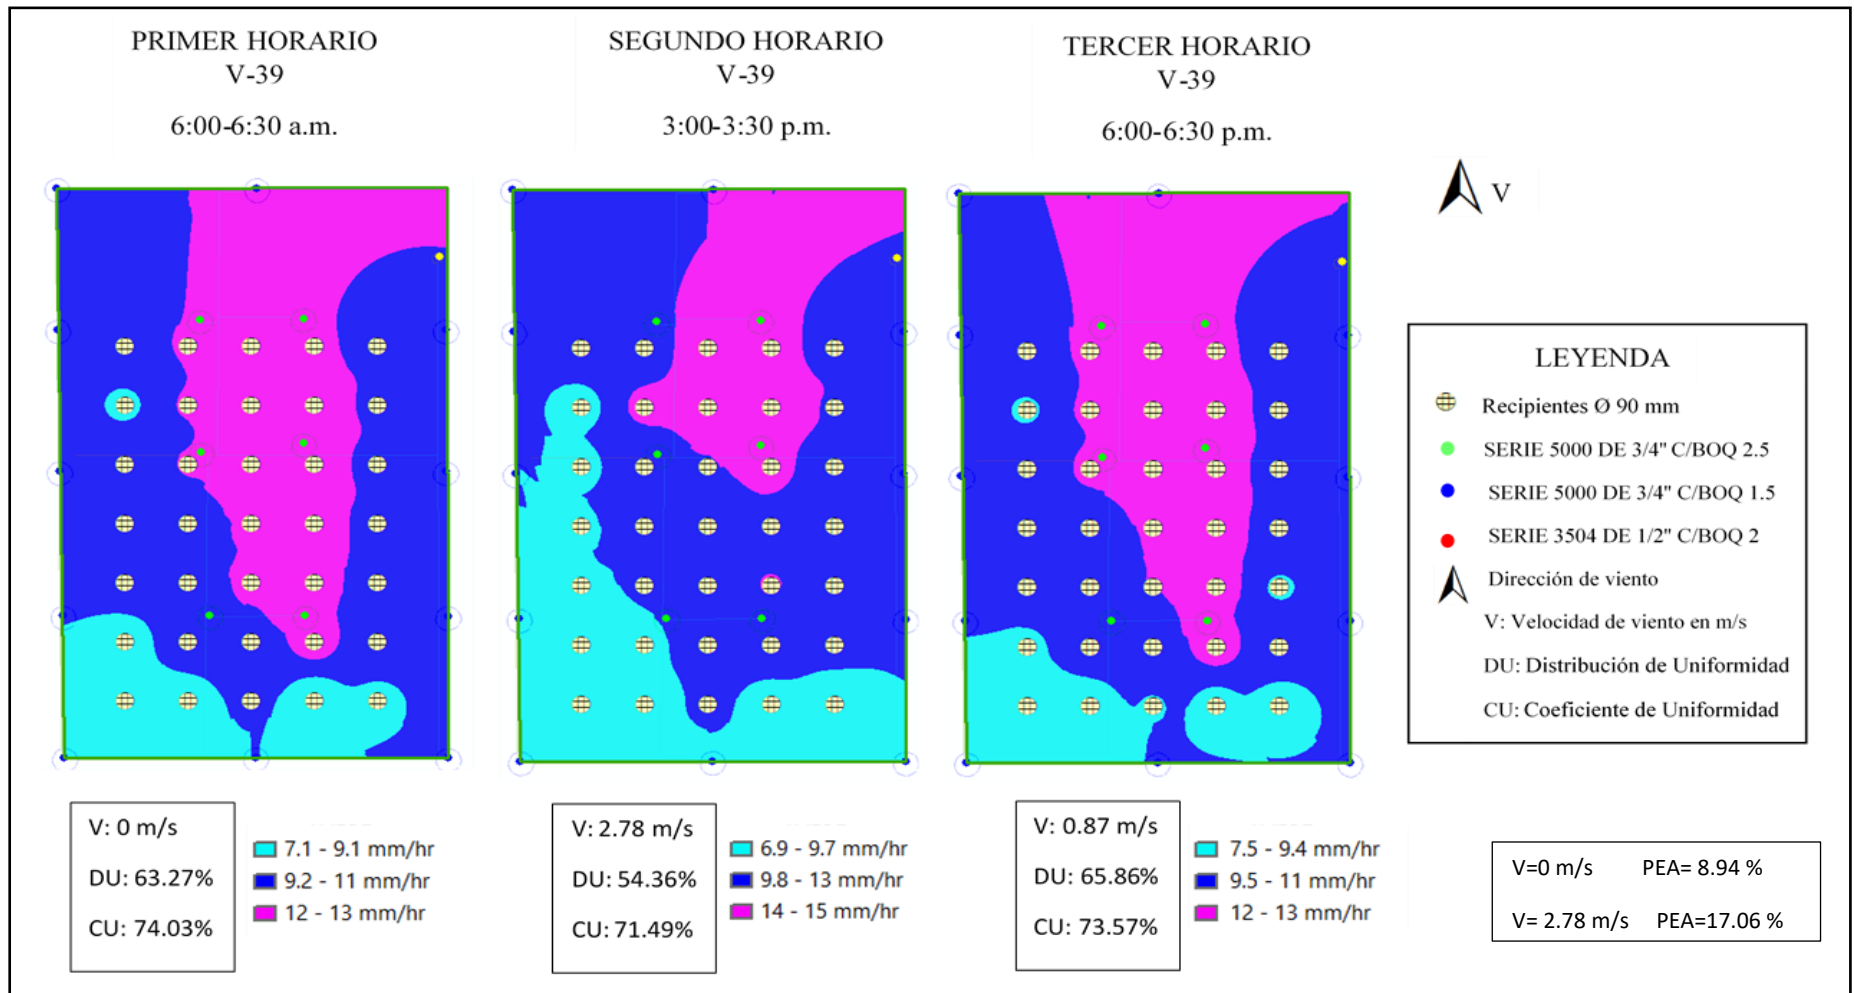 PRIMER HORARIO
V-39
6:00-6:30 a.m.
SEGUNDO HORARIO
V-39
3:00-3:30 p.m.
TERCER HORARIO
V-39
6:00-6:30 p.m.
V
LEYENDA
Recipientes Ø 90 mm
SERIE 5000 DE 3/4" C/BOQ 2.5
SERIE 5000 DE 3/4" C/BOQ 1.5
SERIE 3504 DE 1/2" C/BOQ 2
Dirección de viento
V: Velocidad de viento en m/s
DU: Distribución de Uniformidad
CU: Coeficiente de Uniformidad
V: 0 m/s
DU: 63.27%
CU: 74.03%
7.1 - 9.1 mm/hr
9.2 - 11 mm/hr
12 - 13 mm/hr
V: 2.78 m/s
DU: 54.36%
CU: 71.49%
6.9 - 9.7 mm/hr
9.8 - 13 mm/hr
14 - 15 mm/hr
V: 0.87 m/s
DU: 65.86%
CU: 73.57%
7.5 - 9.4 mm/hr
9.5 - 11 mm/hr
12 - 13 mm/hr
V=0 m/s PEA= 8.94 %
V= 2.78 m/s PEA=17.06 %